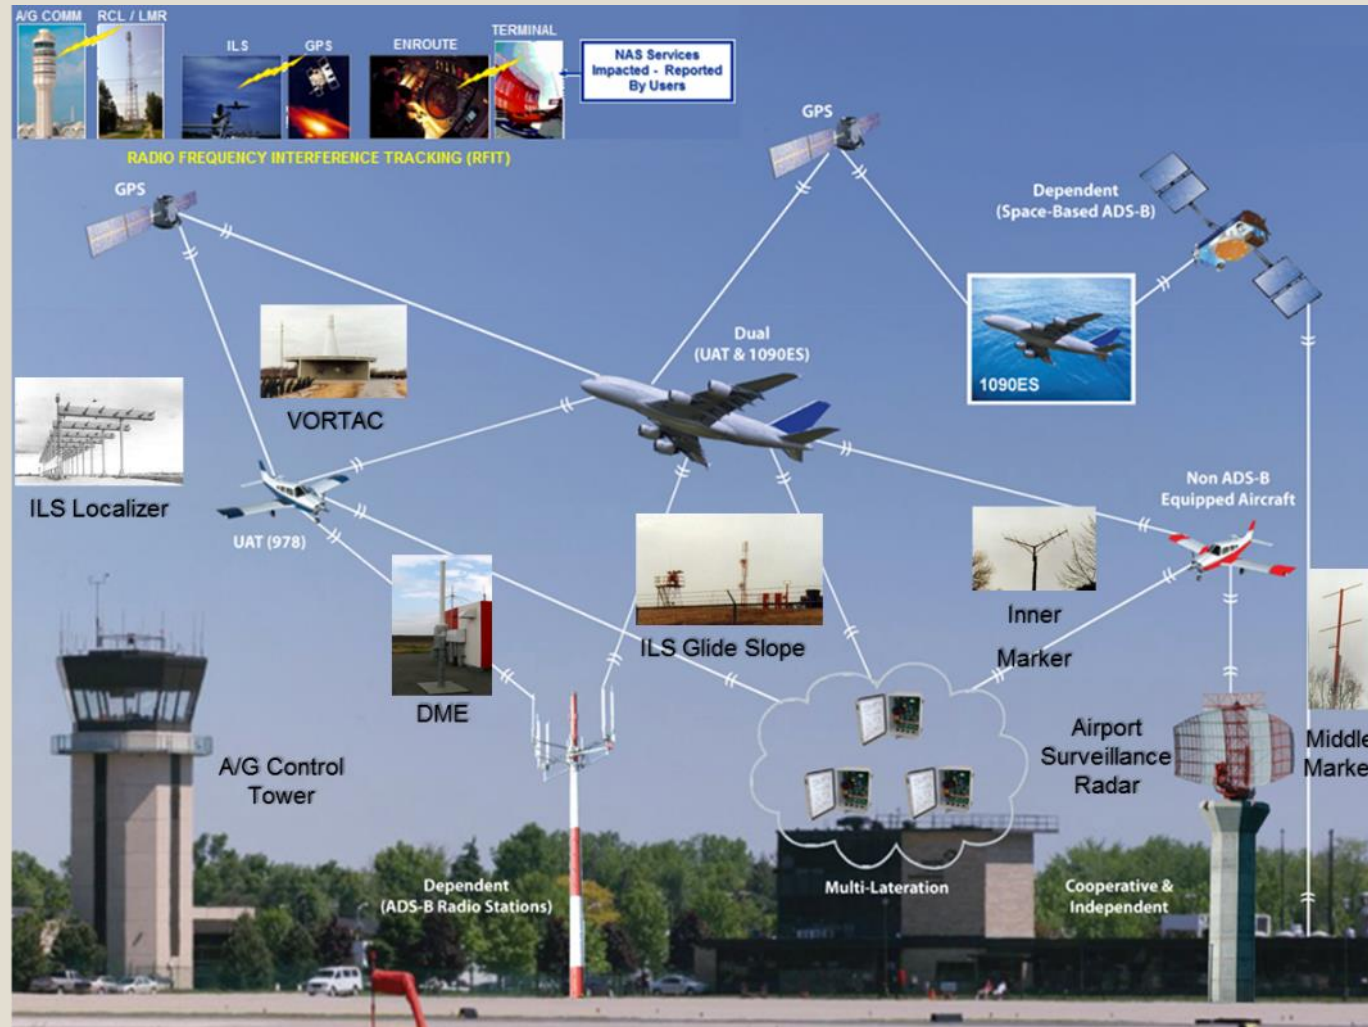 A/G COMM
RCL / LMR
ILS
GPS
ENROUTE
TERMINAL
NAS Services
Impacted - Reported
By Users
RADIO FREQUENCY INTERFERENCE TRACKING (RFIT)
GPS
GPS
Dependent
(Space-Based ADS-B)
VORTAC
Dual
(UAT & 1090ES)
1090ES
ILS Localizer
UAT (978)
Non ADS-B
Equipped Aircraft
DME
ILS Glide Slope
Inner
Marker
A/G Control
Tower
Airport
Surveillance
Radar
Middle
Marker
Dependent
(ADS-B Radio Stations)
Multi-Lateration
Cooperative &
Independent